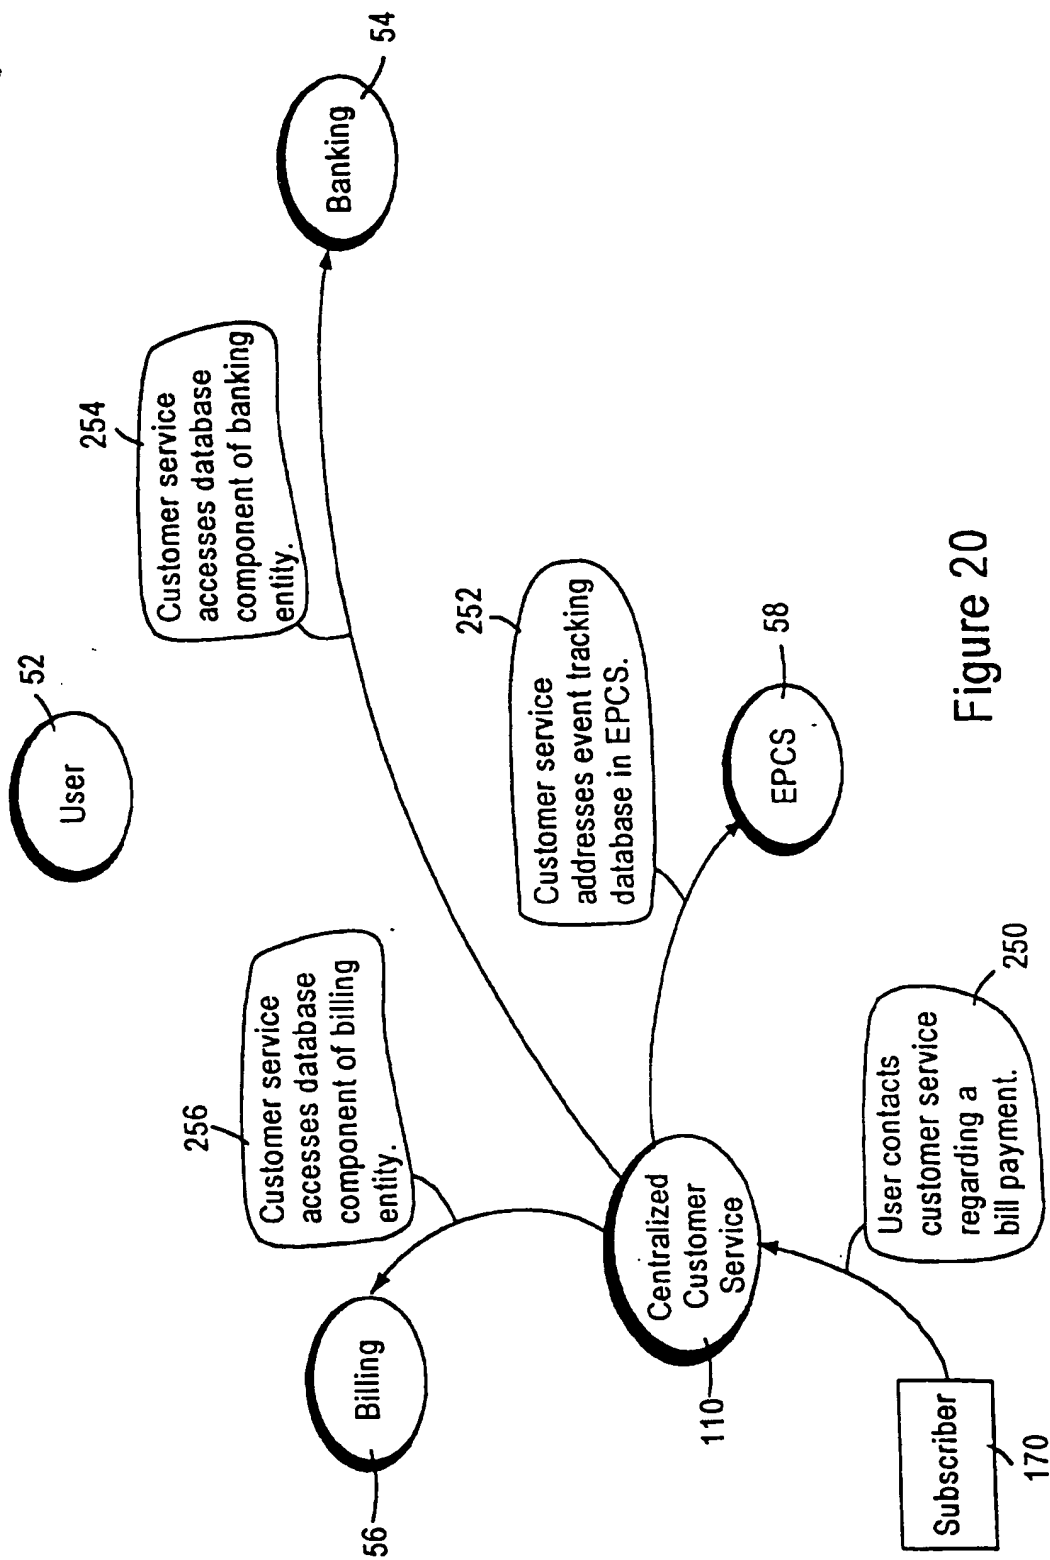 52
User
54
Banking
254
Customer service
accesses database
component of banking
entity.
256
Customer service
accesses database
component of billing
entity.
56
Billing
252
Customer service
addresses event tracking
database in EPCS.
58
EPCS
110
Centralized
Customer
Service
250
User contacts
customer service
regarding a
bill payment.
Subscriber
170
Figure 20